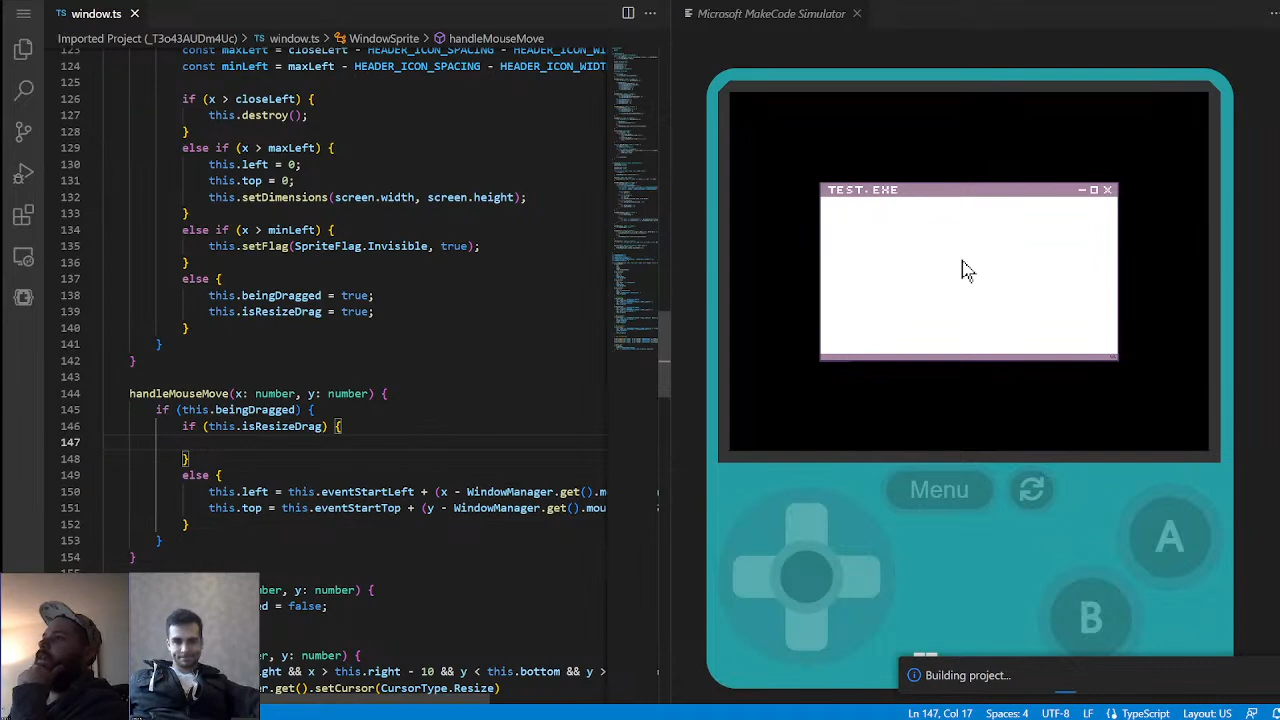 window.ts
Microsoft MakeCode Simulator
Imported Project (_T3o43AUDm4Uc) > window.ts > WindowSprite > handleMouseMove
123 const maxLeft = closeLeft - HEADER_ICON_SPACING - HEADER_ICON_WI
124 const minLeft = maxLeft - HEADER_ICON_SPACING - HEADER_ICON_WIDTH
125
126 if (x > closeLeft) {
127 this.destroy();
128 }
129 else if (x > maxLeft) {
130 this.left = 0;
131 this.top = 0;
132 this.setDimensions(screen.width, screen.height);
133 }
134 else if (x > minLeft) {
135 this.setFlag(SpriteFlag.Invisible, true);
136 }
137 else {
138 this.beingDragged = true;
139 this.isResizeDrag = true;
140 }
141 }
142 }
143
144 handleMouseMove(x: number, y: number) {
145 if (this.beingDragged) {
146 if (this.isResizeDrag) {
147
148 }
149 else {
150 this.left = this.eventStartLeft + (x - WindowManager.get().m
151 this.top = this.eventStartTop + (y - WindowManager.get().mou
152 }
153 }
154 }
number, y: number) {
= false;
number, y: number) {
ght && x > this.right - 10 && y < this.bottom && y >
er.get().setCursor(CursorType.Resize)
TEST.EXE
Menu
A
B
Building project...
Ln 147, Col 17 Spaces: 4 UTF-8 LF {} TypeScript Layout: US